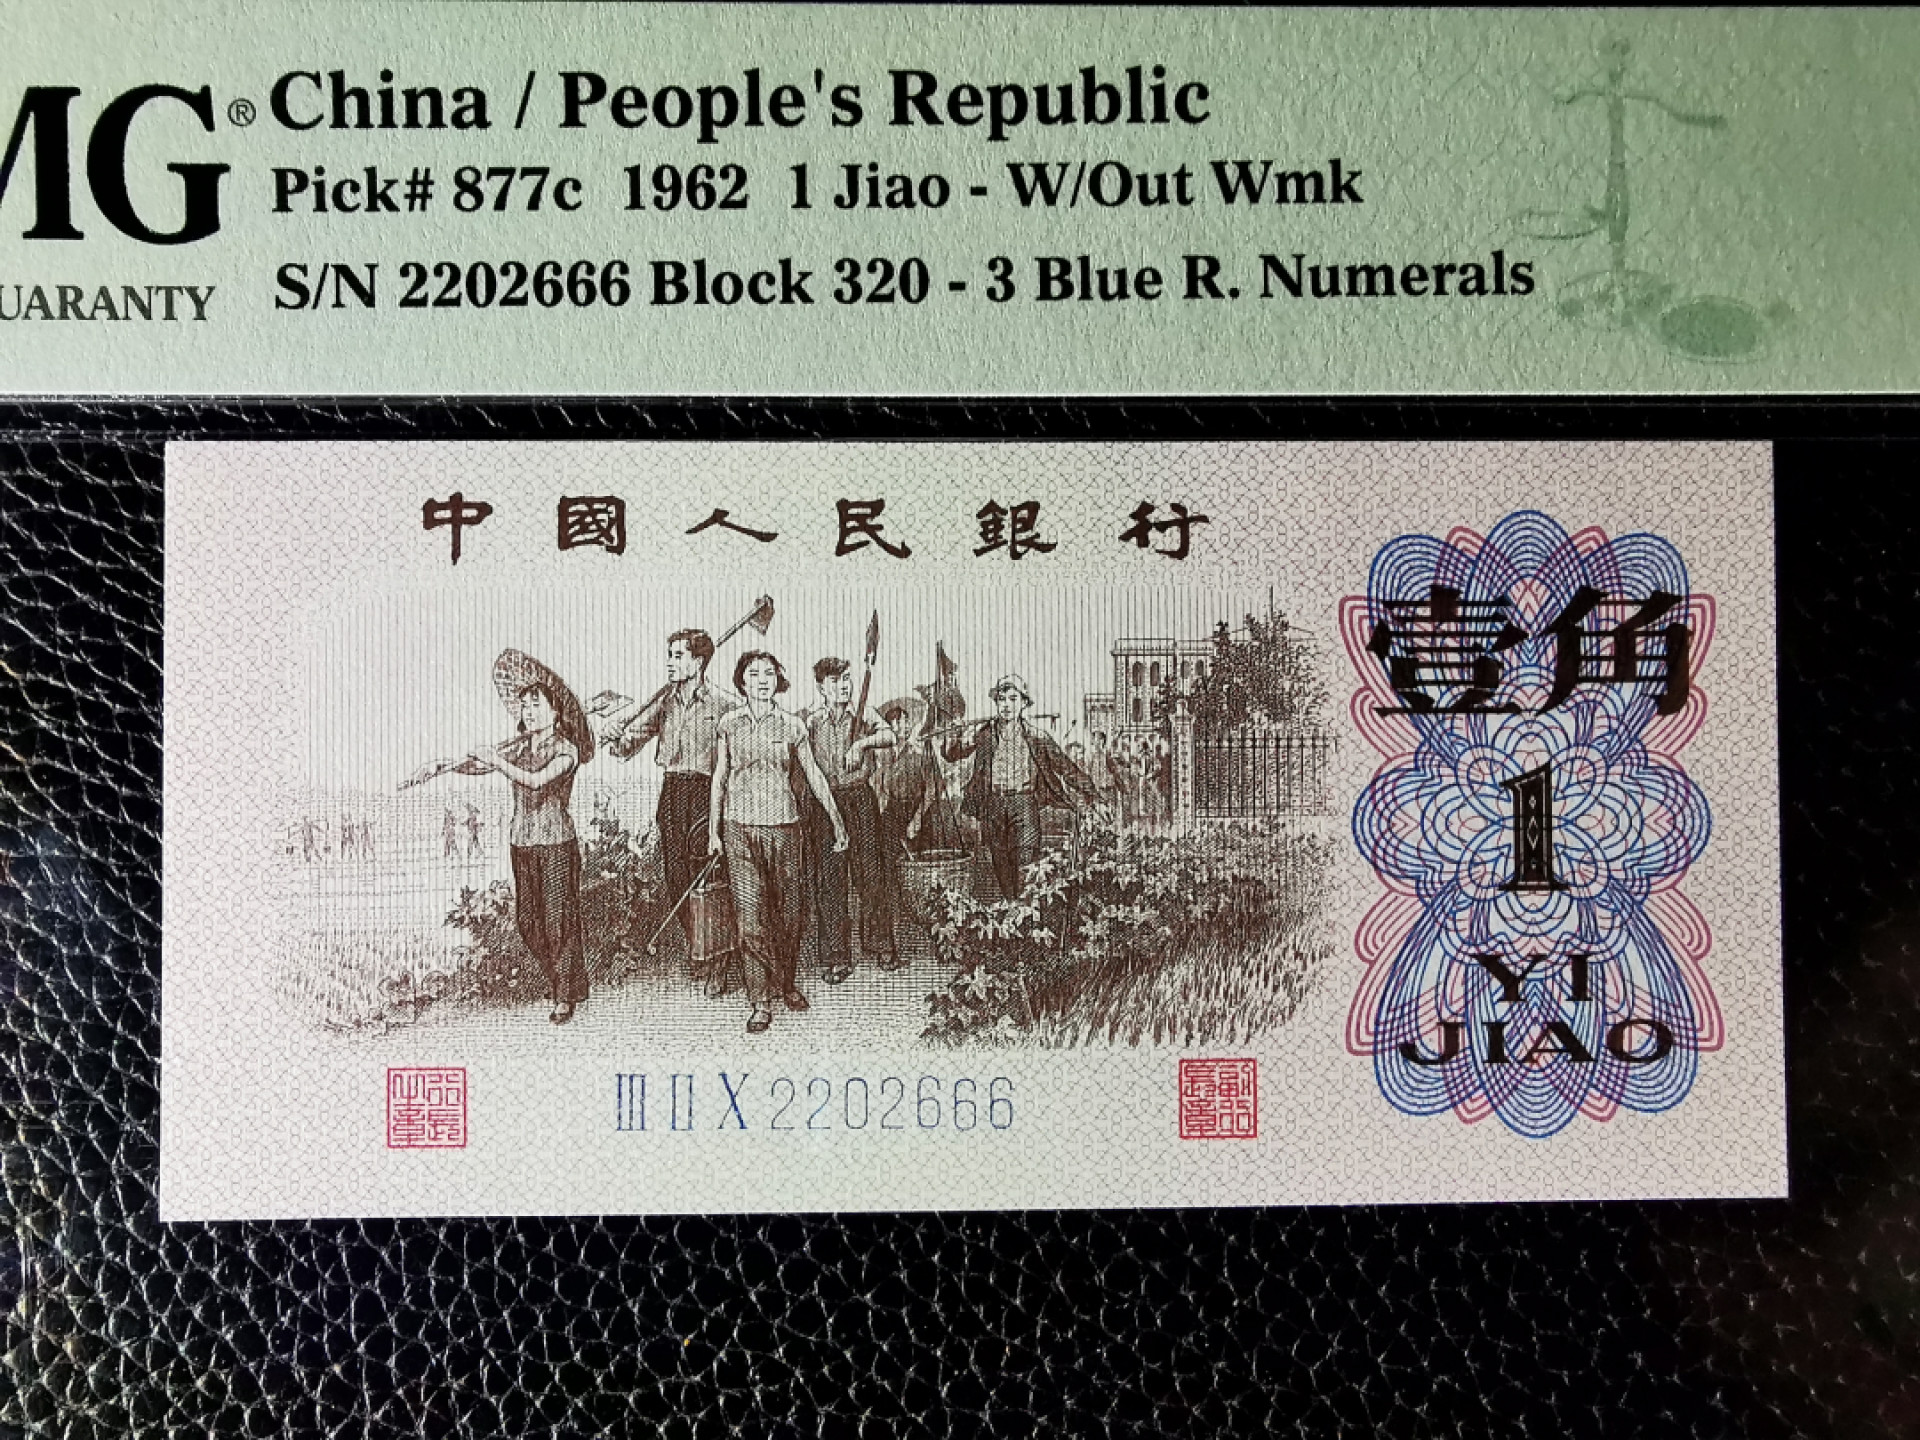 MG® China / People's Republic
Pick# 877c 1962 1 Jiao - W/Out Wmk
UARANTY S/N 2202666 Block 320 - 3 Blue R. Numerals
中國人民銀行
壹角
1
YI
JIAO
III II X 2202666